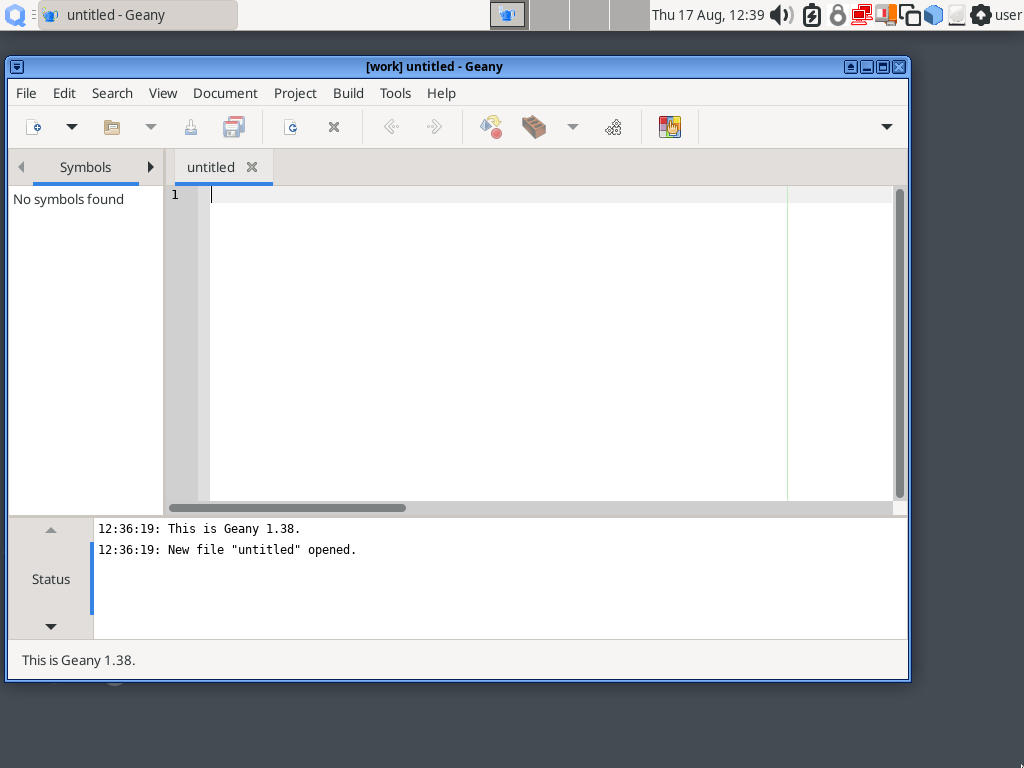 untitled - Geany
Thu 17 Aug, 12:39
user
[work] untitled - Geany
File Edit Search View Document Project Build Tools Help
Symbols
untitled
No symbols found
1
12:36:19: This is Geany 1.38.
12:36:19: New file "untitled" opened.
Status
This is Geany 1.38.